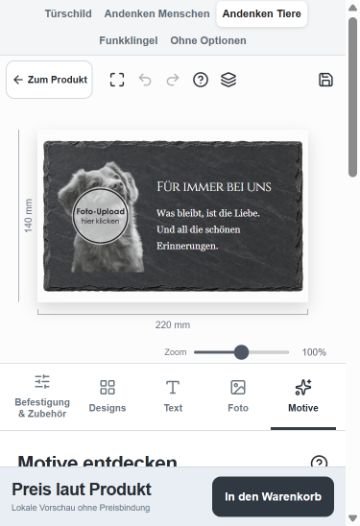 Türschild Andenken Menschen Andenken Tiere
Funkklingel Ohne Optionen
← Zum Produkt
140 mm
Foto-Upload
hier klicken
Für immer bei uns
Was bleibt, ist die Liebe.
Und all die schönen
Erinnerungen.
220 mm
Zoom 100%
Befestigung
& Zubehör
Designs
Text
Foto
Motive
Motive entdecken
Preis laut Produkt
Lokale Vorschau ohne Preisbindung
In den Warenkorb